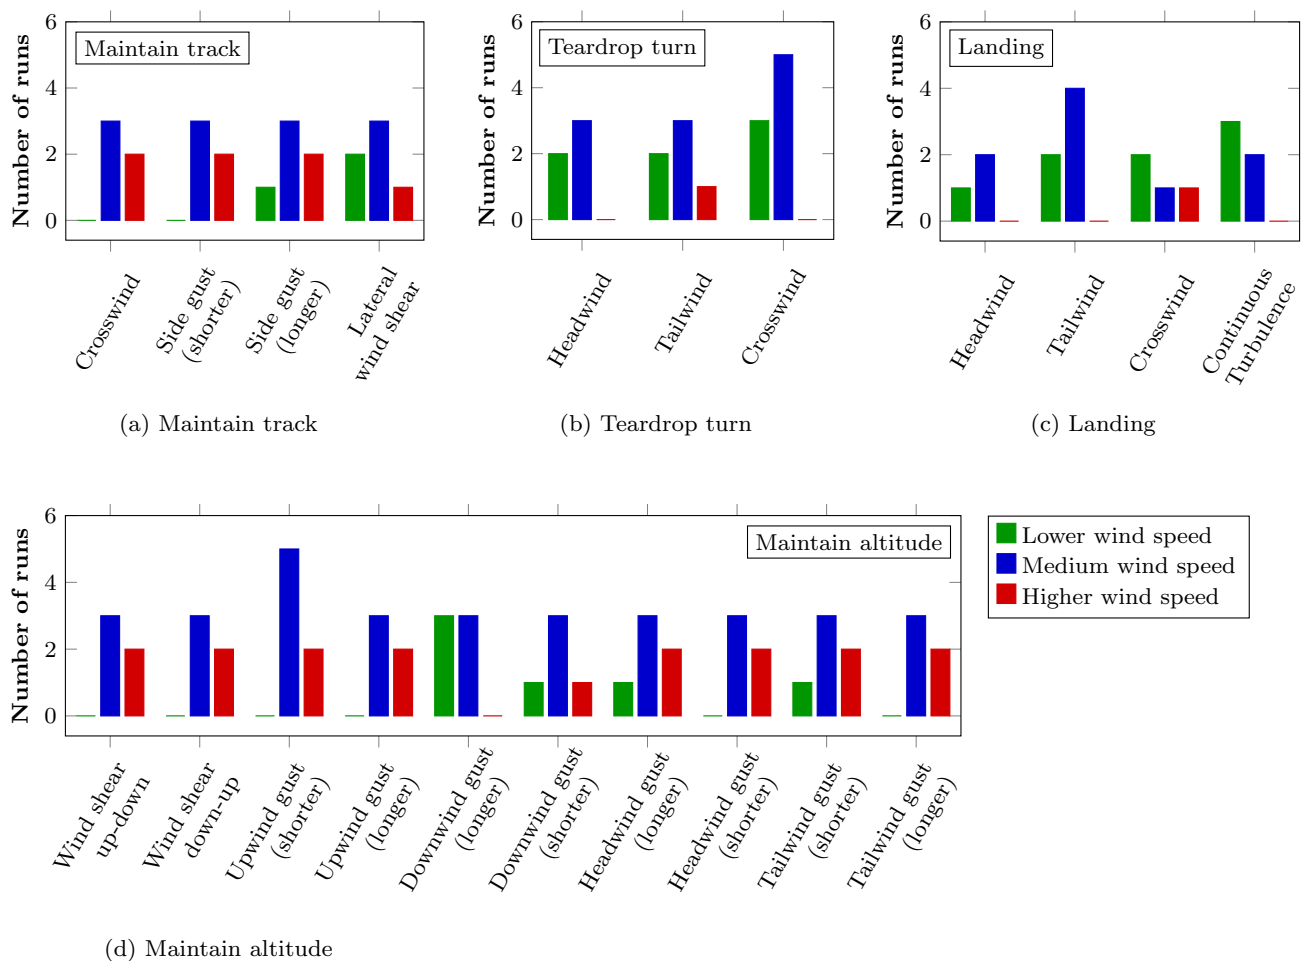 Number of runs
6
4
2
0
Maintain track
Crosswind
Side gust
(shorter)
Side gust
(longer)
Lateral
wind shear
(a) Maintain track
Number of runs
6
4
2
0
Teardrop turn
Headwind
Tailwind
Crosswind
(b) Teardrop turn
Number of runs
6
4
2
0
Landing
Headwind
Tailwind
Crosswind
Continuous
Turbulence
(c) Landing
Number of runs
6
4
2
0
Maintain altitude
Wind shear
up-down
Wind shear
down-up
Upwind gust
(shorter)
Upwind gust
(longer)
Downwind gust
(longer)
Downwind gust
(shorter)
Headwind gust
(longer)
Headwind gust
(shorter)
Tailwind gust
(shorter)
Tailwind gust
(longer)
(d) Maintain altitude
Lower wind speed
Medium wind speed
Higher wind speed